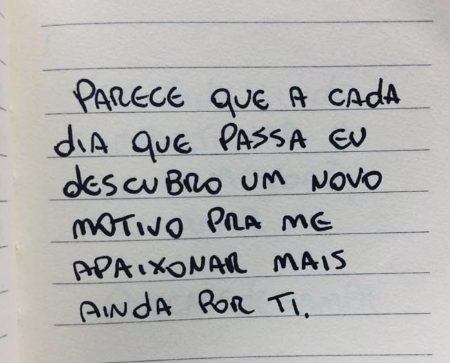 PARECE QUE A CADA
DIA QUE PASSA EU
DESCUBRO UM NOVO
MOTIVO PRA ME
APAIXONAR MAIS
AINDA POR TI.